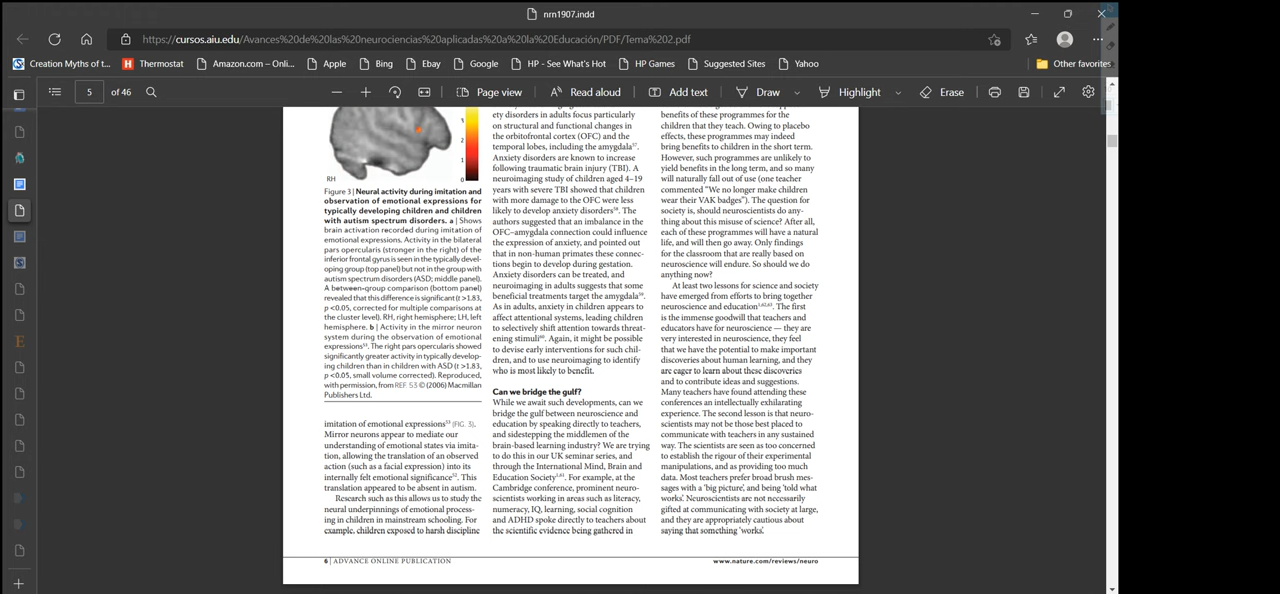 nrn1907.indd
https://cursos.aiu.edu/Avances%20de%20las%20neurociencias%20aplicadas%20a%20la%20Educación/PDF/Tema%202.pdf
Creation Myths of t...
Thermostat
Amazon.com – Onli...
Apple
Bing
Ebay
Google
HP - See What's Hot
HP Games
Suggested Sites
Yahoo
Other favorites
5 of 46
Page view
Read aloud
Add text
Draw
Highlight
Erase
3
2
1
0
RH
Figure 3 | Neural activity during imitation and
observation of emotional expressions for
typically developing children and children
with autism spectrum disorders. a | Shows
brain activation recorded during imitation of
emotional expressions. Activity in the bilateral
pars opercularis (stronger in the right) of the
inferior frontal gyrus is seen in the typically devel-
oping group (top panel) but not in the group with
autism spectrum disorders (ASD; middle panel).
A between-group comparison (bottom panel)
revealed that this difference is significant (t >1.83,
p <0.05, corrected for multiple comparisons at
the cluster level). RH, right hemisphere; LH, left
hemisphere. b | Activity in the mirror neuron
system during the observation of emotional
expressions53. The right pars opercularis showed
significantly greater activity in typically develop-
ing children than in children with ASD (t >1.83,
p <0.05, small volume corrected). Reproduced,
with permission, from REF. 53 © (2006) Macmillan
Publishers Ltd.
imitation of emotional expressions53 (FIG. 3).
Mirror neurons appear to mediate our
understanding of emotional states via imita-
tion, allowing the translation of an observed
action (such as a facial expression) into its
internally felt emotional significance52. This
translation appeared to be absent in autism.
Research such as this allows us to study the
neural underpinnings of emotional process-
ing in children in mainstream schooling. For
example, children exposed to harsh discipline
ety disorders in adults focus particularly
on structural and functional changes in
the orbitofrontal cortex (OFC) and the
temporal lobes, including the amygdala57.
Anxiety disorders are known to increase
following traumatic brain injury (TBI). A
neuroimaging study of children aged 4–19
years with severe TBI showed that children
with more damage to the OFC were less
likely to develop anxiety disorders58. The
authors suggested that an imbalance in the
OFC–amygdala connection could influence
the expression of anxiety, and pointed out
that in non-human primates these connec-
tions begin to develop during gestation.
Anxiety disorders can be treated, and
neuroimaging in adults suggests that some
beneficial treatments target the amygdala59.
As in adults, anxiety in children appears to
affect attentional systems, leading children
to selectively shift attention towards threat-
ening stimuli60. Again, it might be possible
to devise early interventions for such chil-
dren, and to use neuroimaging to identify
who is most likely to benefit.
Can we bridge the gulf?
While we await such developments, can we
bridge the gulf between neuroscience and
education by speaking directly to teachers,
and sidestepping the middlemen of the
brain-based learning industry? We are trying
to do this in our UK seminar series, and
through the International Mind, Brain and
Education Society1,61. For example, at the
Cambridge conference, prominent neuro-
scientists working in areas such as literacy,
numeracy, IQ, learning, social cognition
and ADHD spoke directly to teachers about
the scientific evidence being gathered in
benefits of these programmes for the
children that they teach. Owing to placebo
effects, these programmes may indeed
bring benefits to children in the short term.
However, such programmes are unlikely to
yield benefits in the long term, and so many
will naturally fall out of use (one teacher
commented “We no longer make children
wear their VAK badges”). The question for
society is, should neuroscientists do any-
thing about this misuse of science? After all,
each of these programmes will have a natural
life, and will then go away. Only findings
for the classroom that are really based on
neuroscience will endure. So should we do
anything now?
At least two lessons for science and society
have emerged from efforts to bring together
neuroscience and education1,62,63. The first
is the immense goodwill that teachers and
educators have for neuroscience — they are
very interested in neuroscience, they feel
that we have the potential to make important
discoveries about human learning, and they
are eager to learn about these discoveries
and to contribute ideas and suggestions.
Many teachers have found attending these
conferences an intellectually exhilarating
experience. The second lesson is that neuro-
scientists may not be those best placed to
communicate with teachers in any sustained
way. The scientists are seen as too concerned
to establish the rigour of their experimental
manipulations, and as providing too much
data. Most teachers prefer broad brush mes-
sages with a ‘big picture’, and being ‘told what
works’. Neuroscientists are not necessarily
gifted at communicating with society at large,
and they are appropriately cautious about
saying that something ‘works’.
6 | ADVANCE ONLINE PUBLICATION
www.nature.com/reviews/neuro